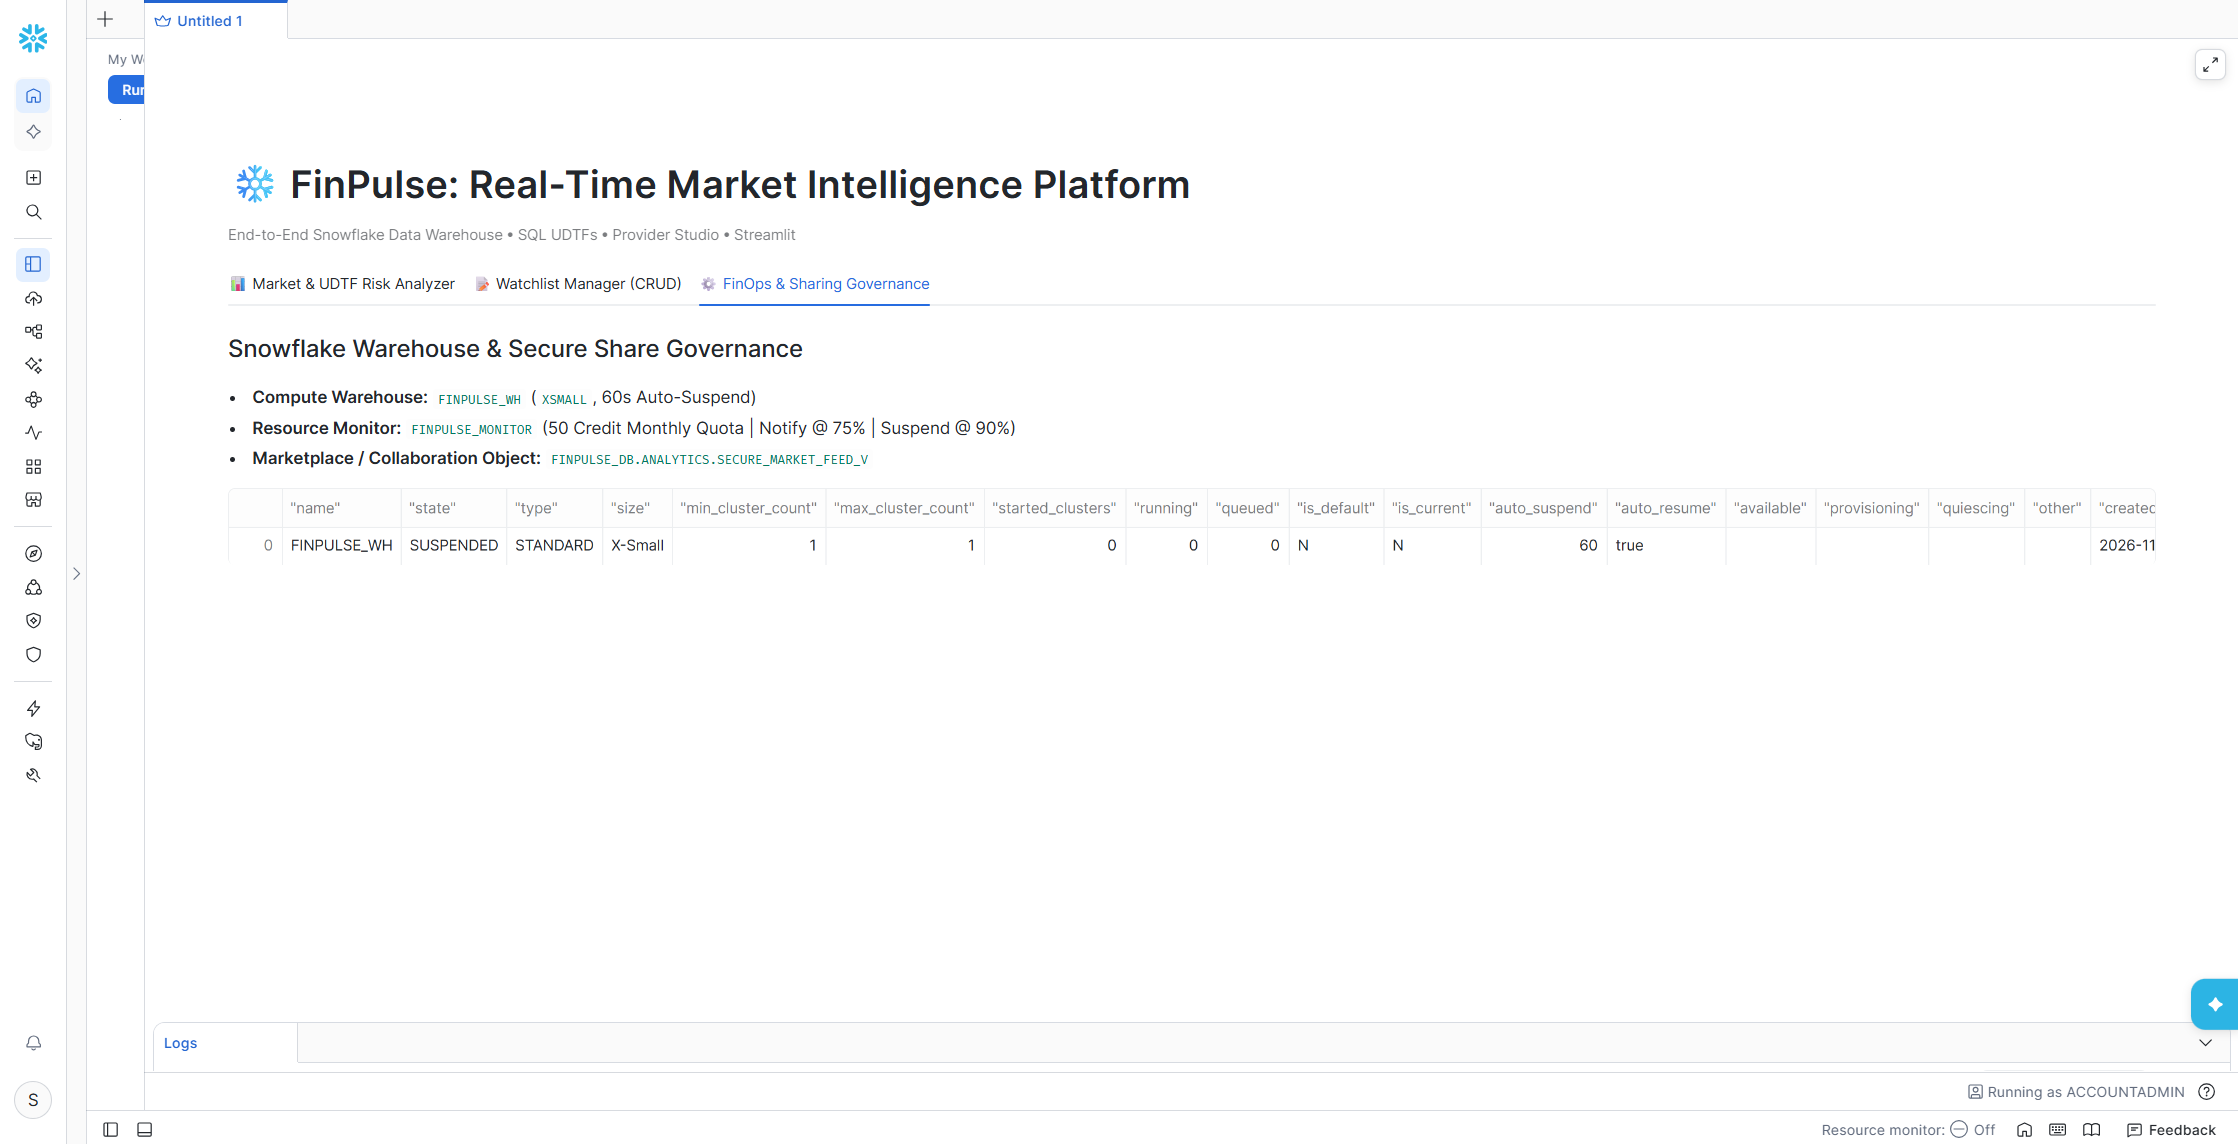 Untitled 1
My W
Run
FinPulse: Real-Time Market Intelligence Platform
End-to-End Snowflake Data Warehouse • SQL UDTFs • Provider Studio • Streamlit
Market & UDTF Risk Analyzer Watchlist Manager (CRUD) FinOps & Sharing Governance
Snowflake Warehouse & Secure Share Governance
• Compute Warehouse: FINPULSE_WH ( XSMALL , 60s Auto-Suspend)
• Resource Monitor: FINPULSE_MONITOR (50 Credit Monthly Quota | Notify @ 75% | Suspend @ 90%)
• Marketplace / Collaboration Object: FINPULSE_DB.ANALYTICS.SECURE_MARKET_FEED_V
"name" "state" "type" "size" "min_cluster_count" "max_cluster_count" "started_clusters" "running" "queued" "is_default" "is_current" "auto_suspend" "auto_resume" "available" "provisioning" "quiescing" "other" "created
0 FINPULSE_WH SUSPENDED STANDARD X-Small 1 1 0 0 0 N N 60 true 2026-11
Logs
S
Running as ACCOUNTADMIN
Resource monitor: Off Feedback